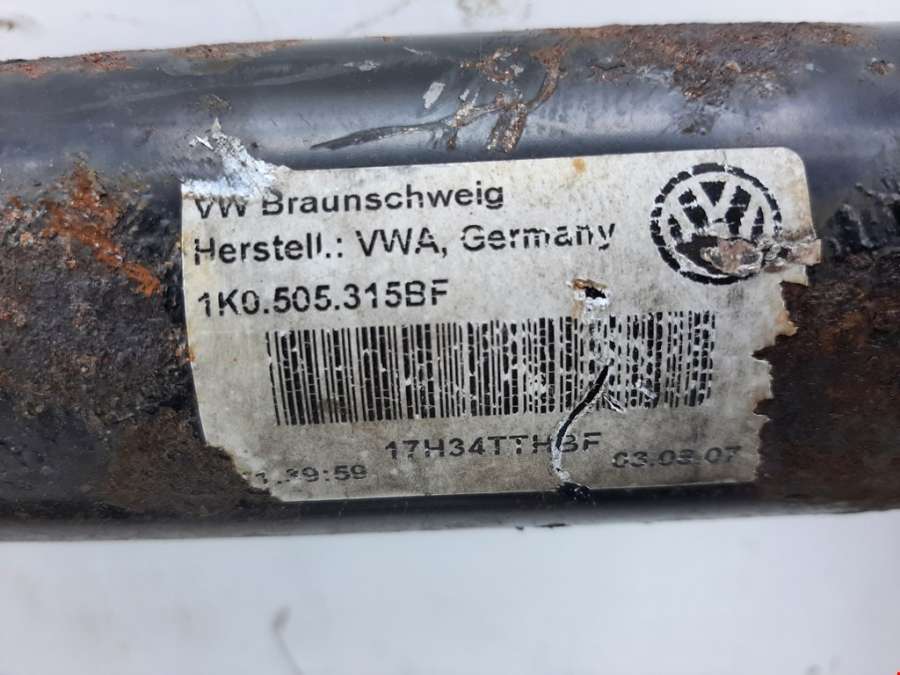 VW Braunschweig
Herstell.: VWA, Germany
1K0.505.315BF
17H34TTHBF